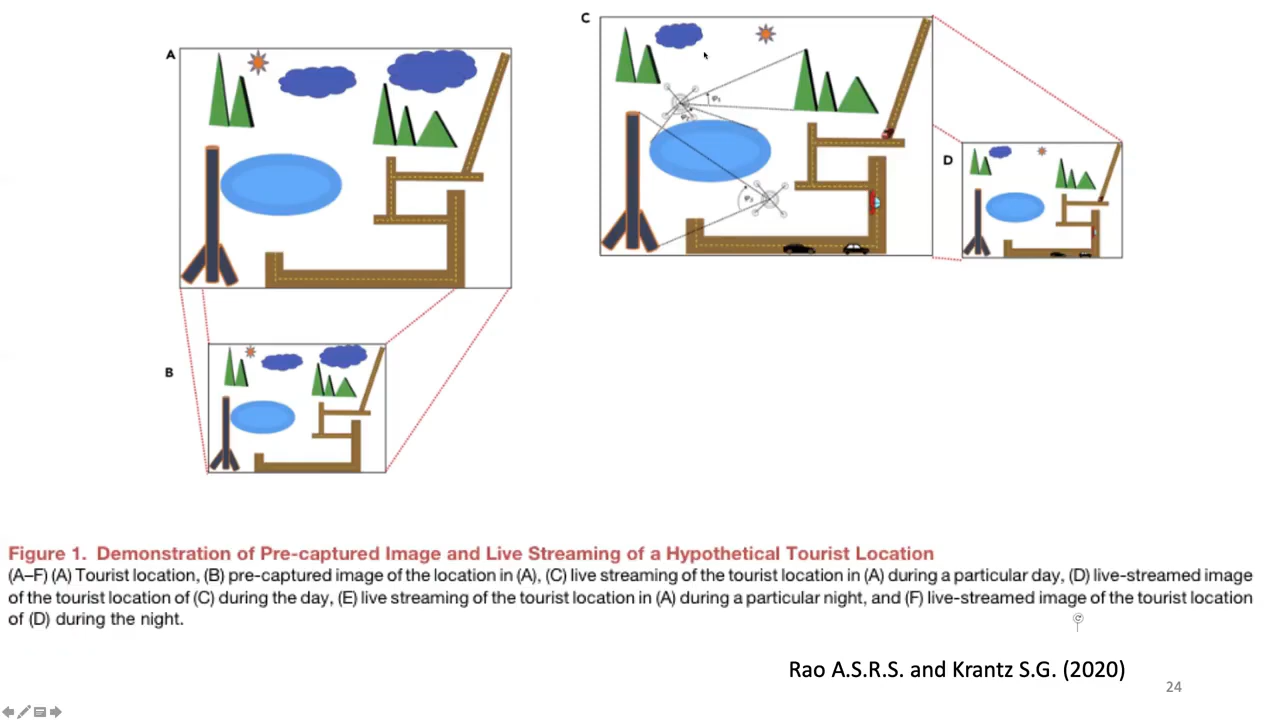 A
C
φ1
φ2
D
φ3
B
Figure 1. Demonstration of Pre-captured Image and Live Streaming of a Hypothetical Tourist Location
(A–F) (A) Tourist location, (B) pre-captured image of the location in (A), (C) live streaming of the tourist location in (A) during a particular day, (D) live-streamed image
of the tourist location of (C) during the day, (E) live streaming of the tourist location in (A) during a particular night, and (F) live-streamed image of the tourist location
of (D) during the night.
Rao A.S.R.S. and Krantz S.G. (2020)
24